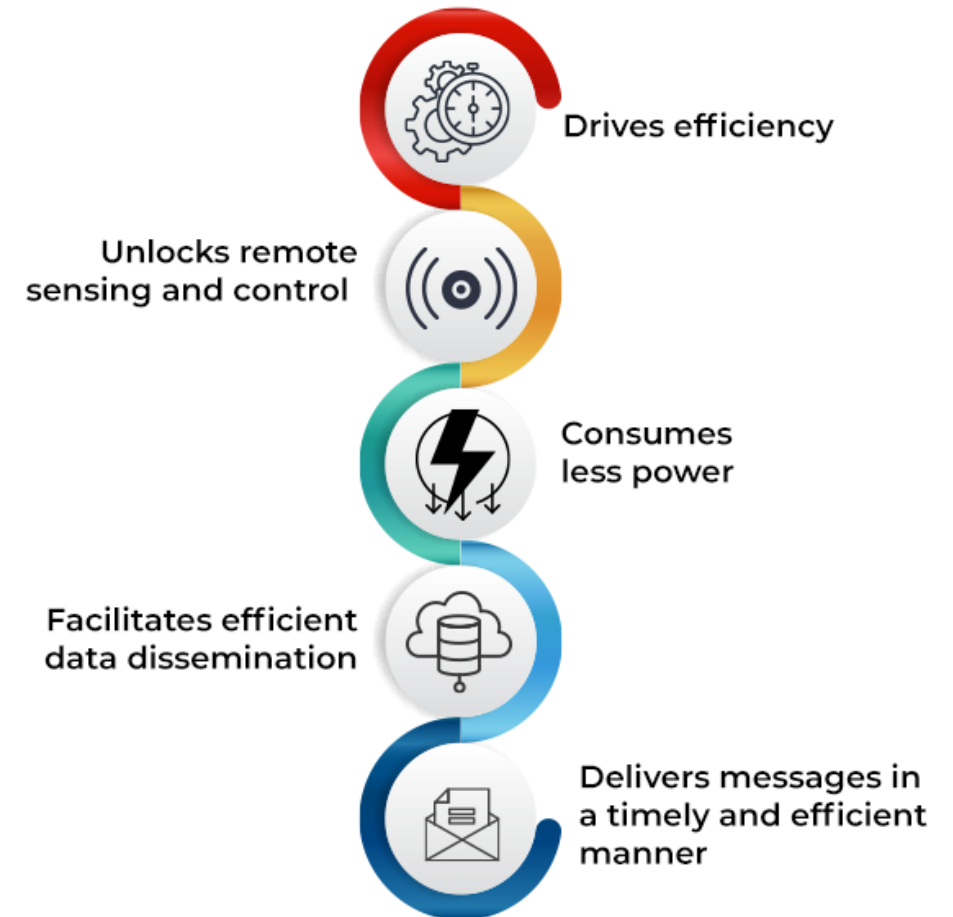 Drives efficiency
Unlocks remote
sensing and control
Consumes
less power
Facilitates efficient
data dissemination
Delivers messages in
a timely and efficient
manner